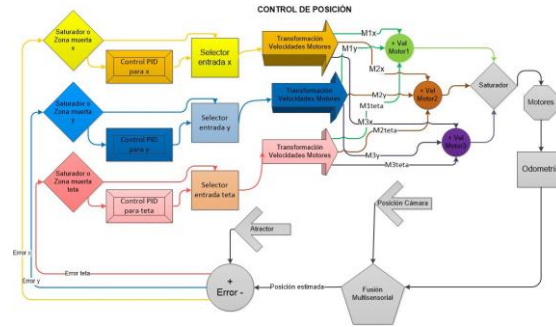 CONTROL DE POSICIÓN
Saturador o
Zona muerta
x
Control PID
para x
Selector
entrada x
Transformación
Velocidades Motores
M1x
M1y
+ Val
Motor1
M2x
Saturador o
Zona muerta
y
Control PID
para y
Selector
entrada y
Transformación
Velocidades Motores
M2y
M1teta
+ Val
Motor2
Saturador
Motores
M3x
M2teta
Saturador o
Zona muerta
teta
Control PID
para teta
Selector
entrada teta
Transformación
Velocidades Motores
M3y
M3teta
+ Val
Motor3
Odometría
Error x
Error y
Error teta
Atractor
Posición Cámara
+
Error -
Posición estimada
Fusión
Multisensorial